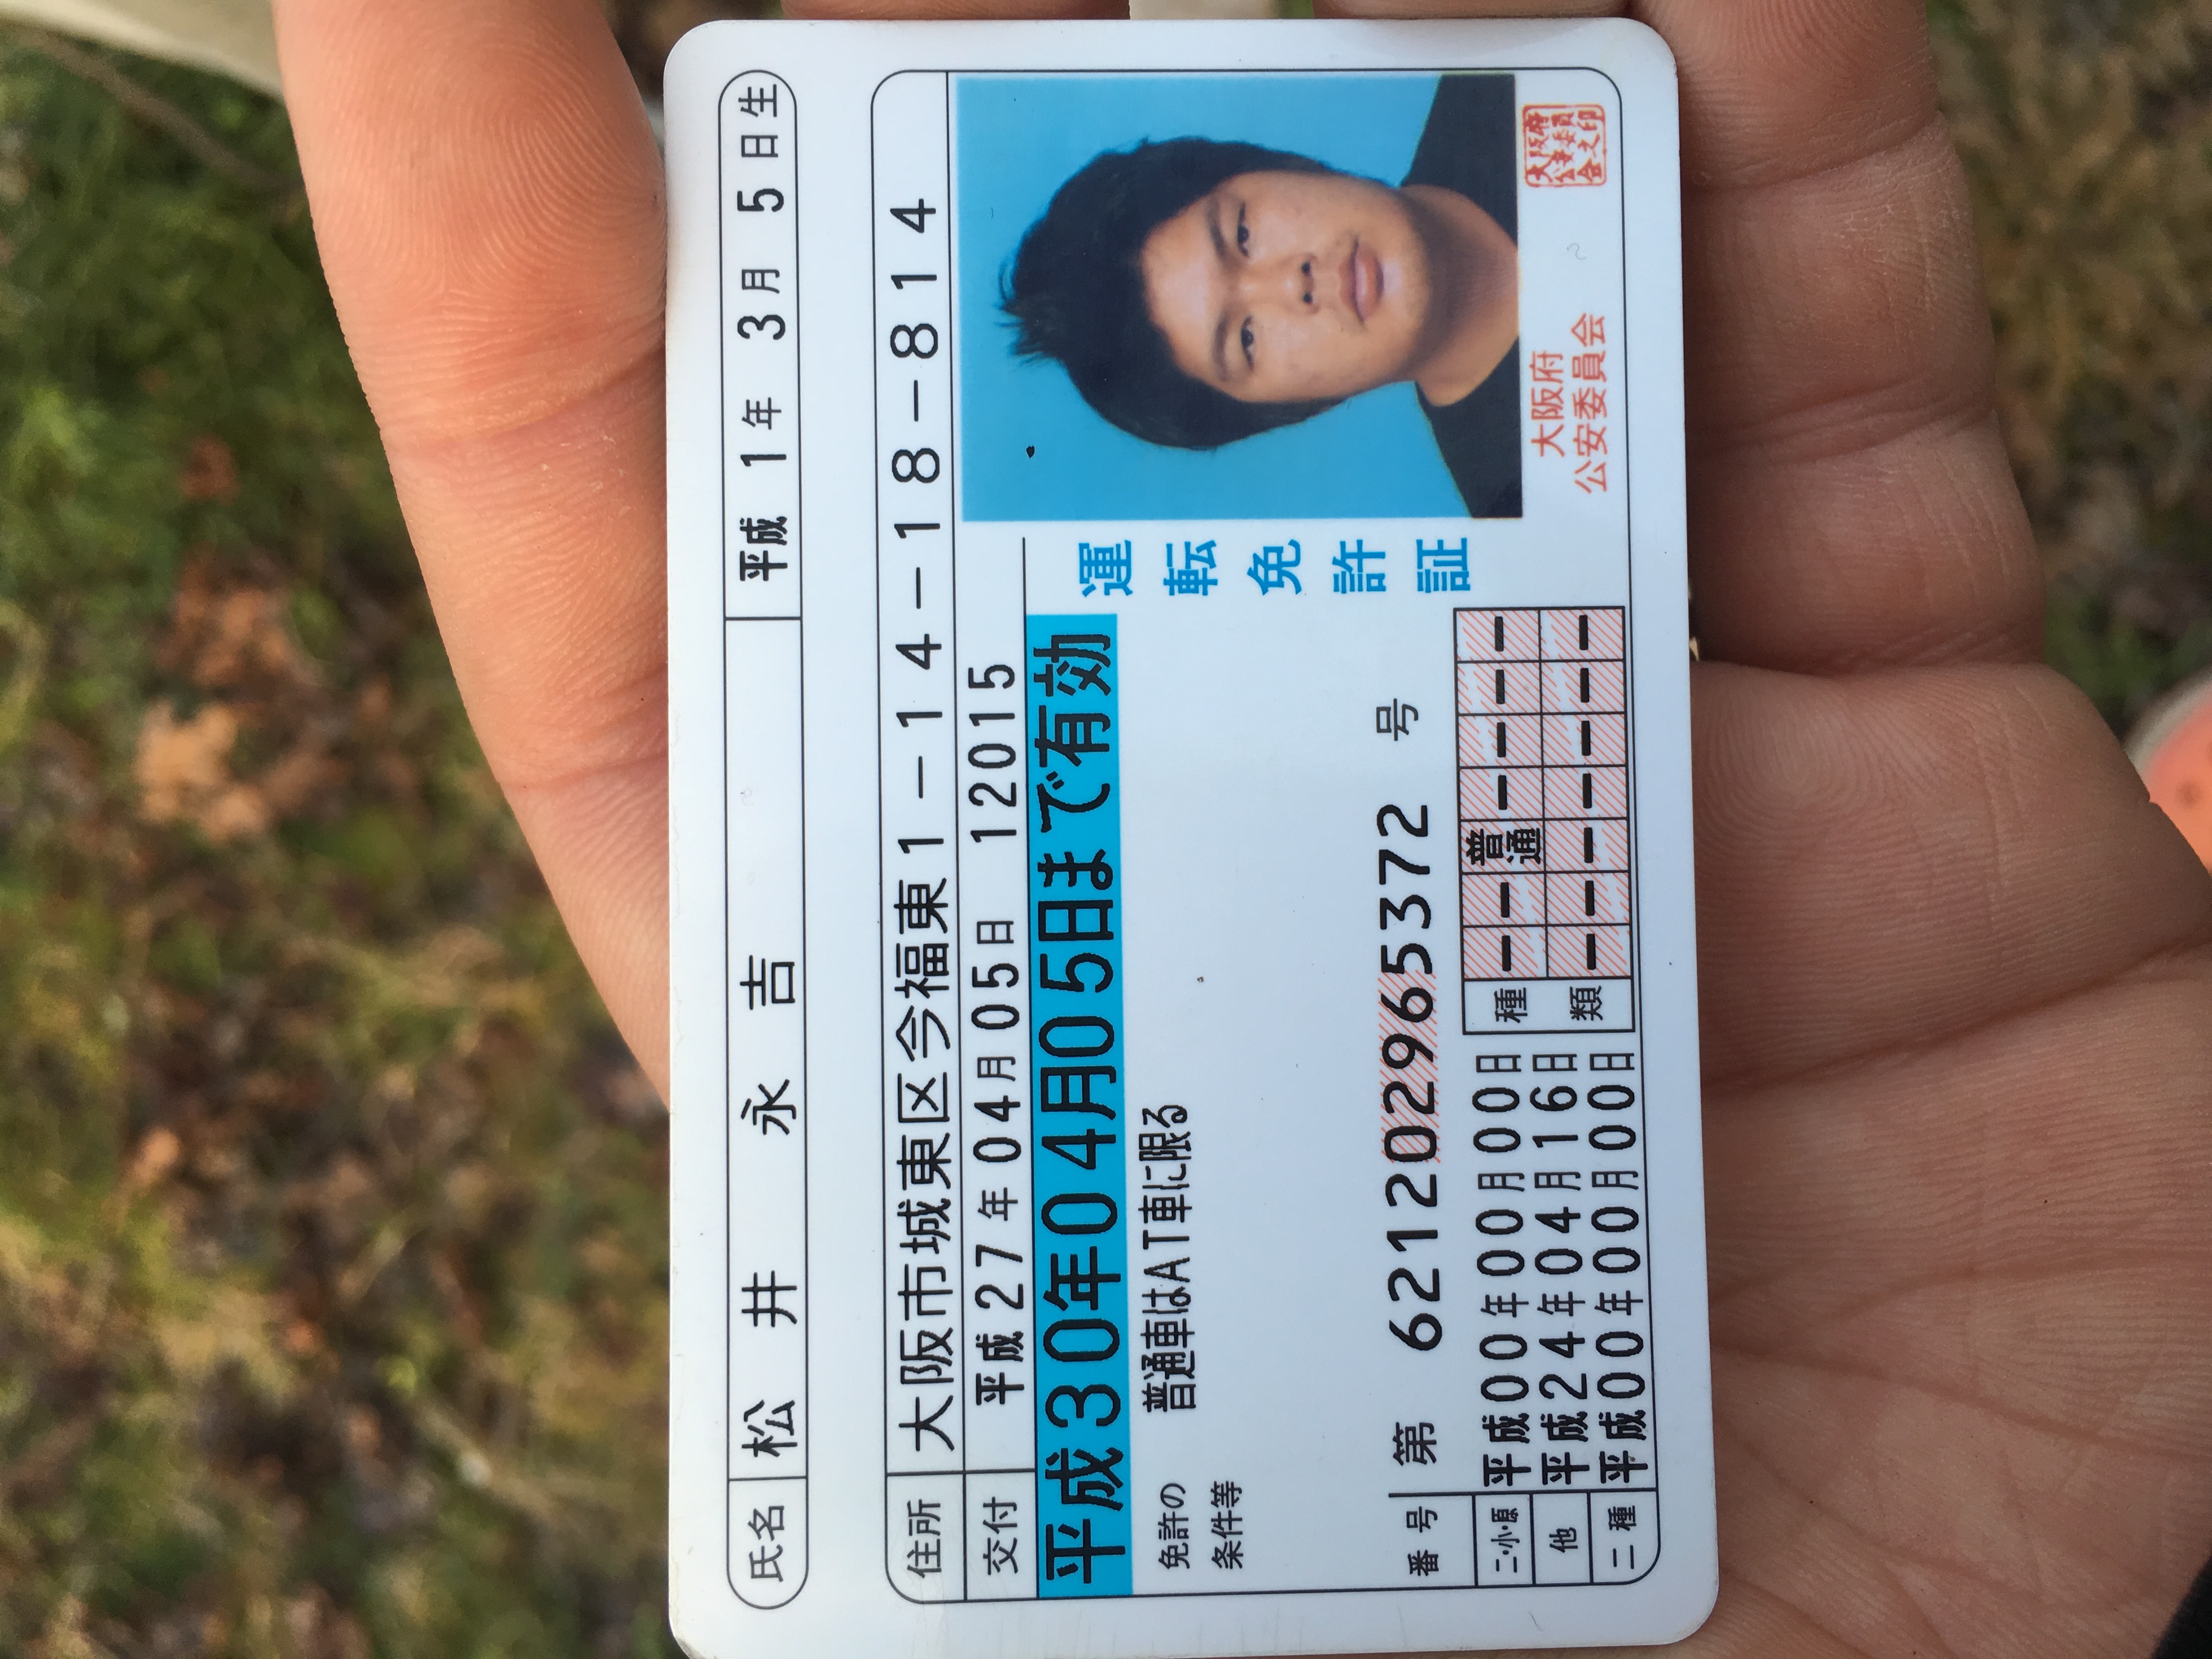 氏名 松井 永吉 平成 1年 3月 5日生
住所 大阪市城東区今福東1-14-18-814
交付 平成27年04月05日 12015
平成30年04月05日まで有効
免許の 普通車はAT車に限る
条件等
運転免許証
番号 第 621202965372 号
二・小・原 平成00年00月00日
他 平成24年04月16日
二種 平成00年00月00日
種類 ー ー 普通 ー ー ー ー
ー ー ー ー ー ー ー
大阪府
公安委員会
大阪府
公安委員
会之印